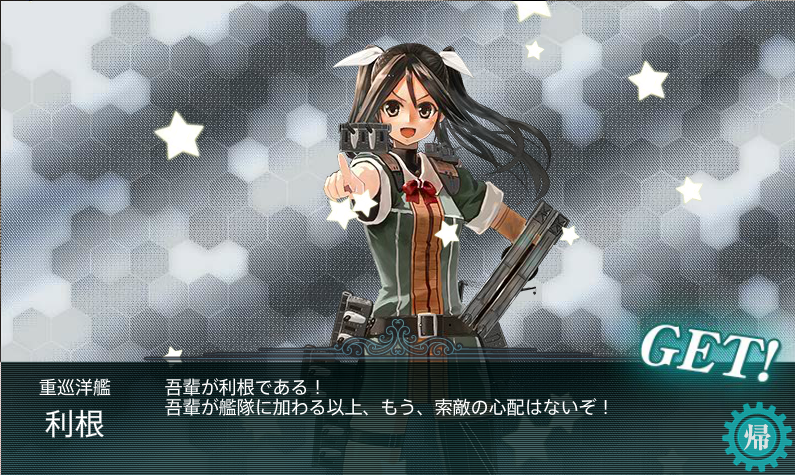 GET!
重巡洋艦
利根
吾輩が利根である！
吾輩が艦隊に加わる以上、もう、索敵の心配はないぞ！
帰